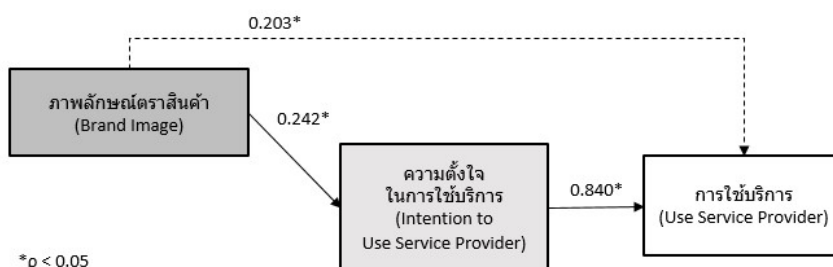 0.203*
ภาพลักษณ์ตราสินค้า
(Brand Image)
0.242*
ความตั้งใจ
ในการใช้บริการ
(Intention to
Use Service Provider)
0.840*
การใช้บริการ
(Use Service Provider)
*p < 0.05